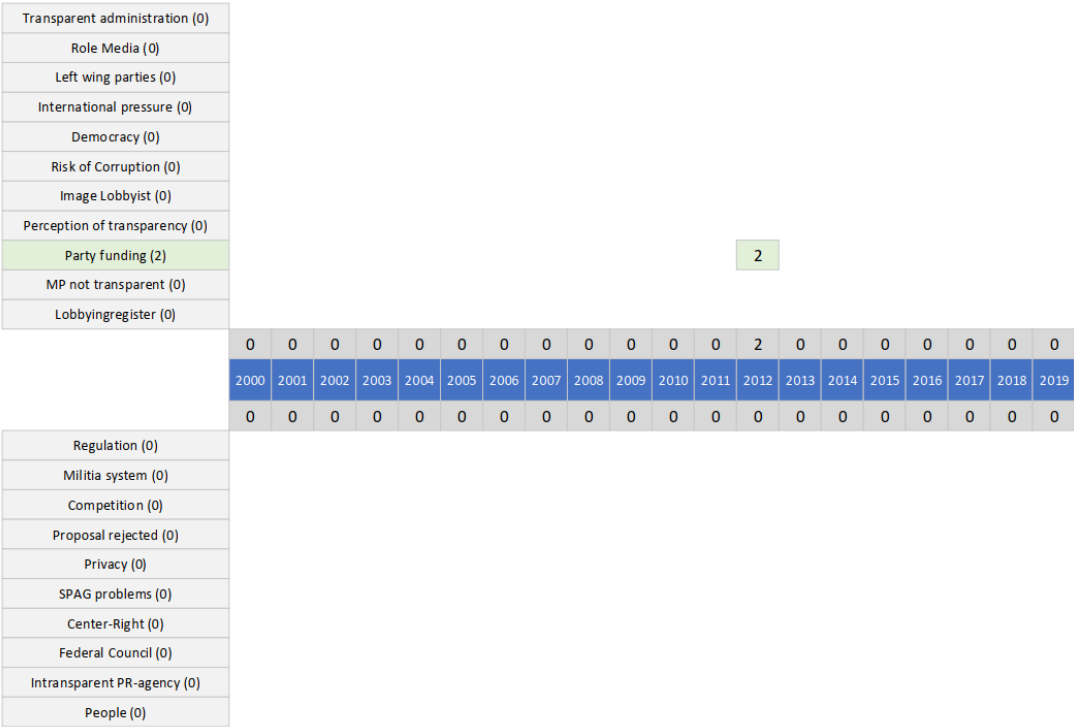 Transparent administration (0)
Role Media (0)
Left wing parties (0)
International pressure (0)
Democracy (0)
Risk of Corruption (0)
Image Lobbyist (0)
Perception of transparency (0)
Party funding (2) 2
MP not transparent (0)
Lobbyingregister (0)
0 0 0 0 0 0 0 0 0 0 0 0 2 0 0 0 0 0 0 0
2000 2001 2002 2003 2004 2005 2006 2007 2008 2009 2010 2011 2012 2013 2014 2015 2016 2017 2018 2019
0 0 0 0 0 0 0 0 0 0 0 0 0 0 0 0 0 0 0 0
Regulation (0)
Militia system (0)
Competition (0)
Proposal rejected (0)
Privacy (0)
SPAG problems (0)
Center-Right (0)
Federal Council (0)
Intransparent PR-agency (0)
People (0)